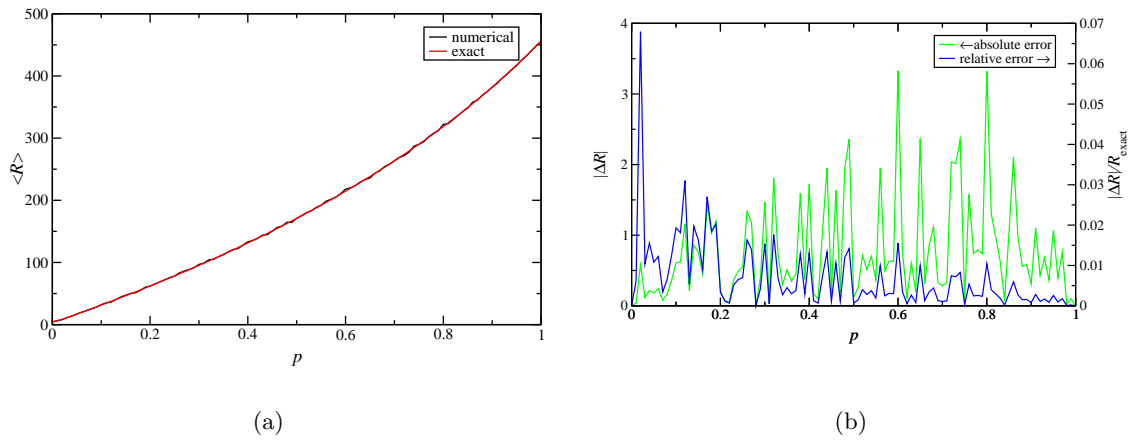 500
400
300
200
100
0
<R>
0
0.2
0.4
0.6
0.8
1
p
numerical
exact
(a)
4
3
2
1
0
|ΔR|
0
0.2
0.4
0.6
0.8
1
p
←absolute error
relative error →
0.07
0.06
0.05
0.04
0.03
0.02
0.01
0
|ΔR|/R_exact
(b)